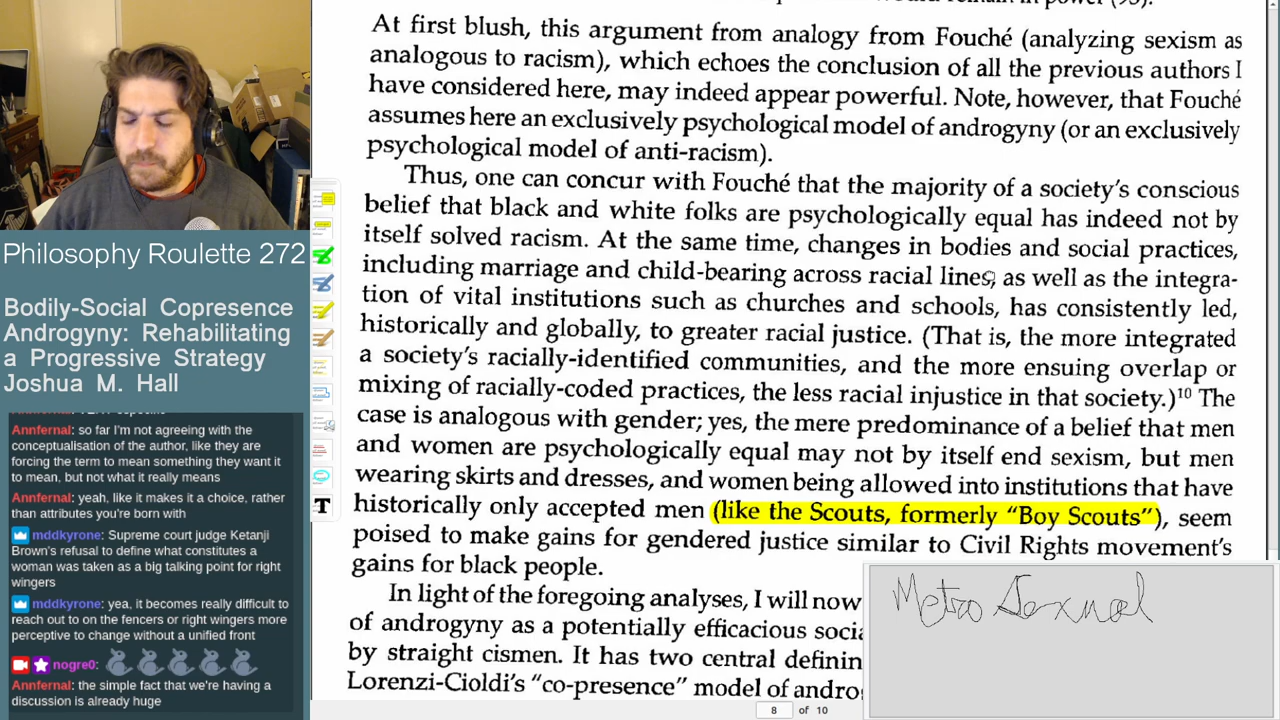 At first blush, this argument from analogy from Fouché (analyzing sexism as
analogous to racism), which echoes the conclusion of all the previous authors I
have considered here, may indeed appear powerful. Note, however, that Fouché
assumes here an exclusively psychological model of androgyny (or an exclusively
psychological model of anti-racism).
Thus, one can concur with Fouché that the majority of a society's conscious
belief that black and white folks are psychologically equal has indeed not by
itself solved racism. At the same time, changes in bodies and social practices,
including marriage and child-bearing across racial lines, as well as the integra-
tion of vital institutions such as churches and schools, has consistently led,
historically and globally, to greater racial justice. (That is, the more integrated
a society's racially-identified communities, and the more ensuing overlap or
mixing of racially-coded practices, the less racial injustice in that society.)10 The
case is analogous with gender; yes, the mere predominance of a belief that men
and women are psychologically equal may not by itself end sexism, but men
wearing skirts and dresses, and women being allowed into institutions that have
historically only accepted men (like the Scouts, formerly "Boy Scouts"), seem
poised to make gains for gendered justice similar to Civil Rights movement's
gains for black people.
In light of the foregoing analyses, I will now
of androgyny as a potentially efficacious socia
by straight cismen. It has two central definin
Lorenzi-Cioldi's "co-presence" model of andro
8 of 10
T
Metro Sexual
Philosophy Roulette 272
Bodily-Social Copresence
Androgyny: Rehabilitating
a Progressive Strategy
Joshua M. Hall
Annfernal: so far I'm not agreeing with the
conceptualisation of the author, like they are
forcing the term to mean something they want it
to mean, but not what it really means
Annfernal: yeah, like it makes it a choice, rather
than attributes you're born with
mddkyrone: Supreme court judge Ketanji
Brown's refusal to define what constitutes a
woman was taken as a big talking point for right
wingers
mddkyrone: yea, it becomes really difficult to
reach out to on the fencers or right wingers more
perceptive to change without a unified front
nogre0:
Annfernal: the simple fact that we're having a
discussion is already huge